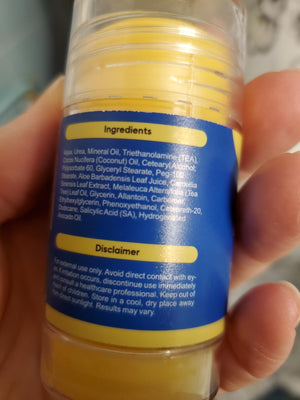 Ingredients
Aqua, Urea, Mineral Oil, Triethanolamine (TEA),
Cocos Nucifera (Coconut) Oil, Cetearyl Alcohol,
Polysorbate 60, Glyceryl Stearate, Peg-100
Stearate, Aloe Barbadensis Leaf Juice, Camellia
Sinensis Leaf Extract, Melaleuca Alternifolia (Tea
Tree) Leaf Oil, Glycerin, Allantoin, Carbomer,
Ethylhexylglycerin, Phenoxyethanol, Ceteareth-20,
Salicylic Acid (SA), Hydrogenated
Avocado Oil.
Disclaimer
For external use only. Avoid direct contact with ey-
es. If irritation occurs, discontinue use immediately
and consult a healthcare professional. Keep out of
reach of children. Store in a cool, dry place away
from direct sunlight. Results may vary.